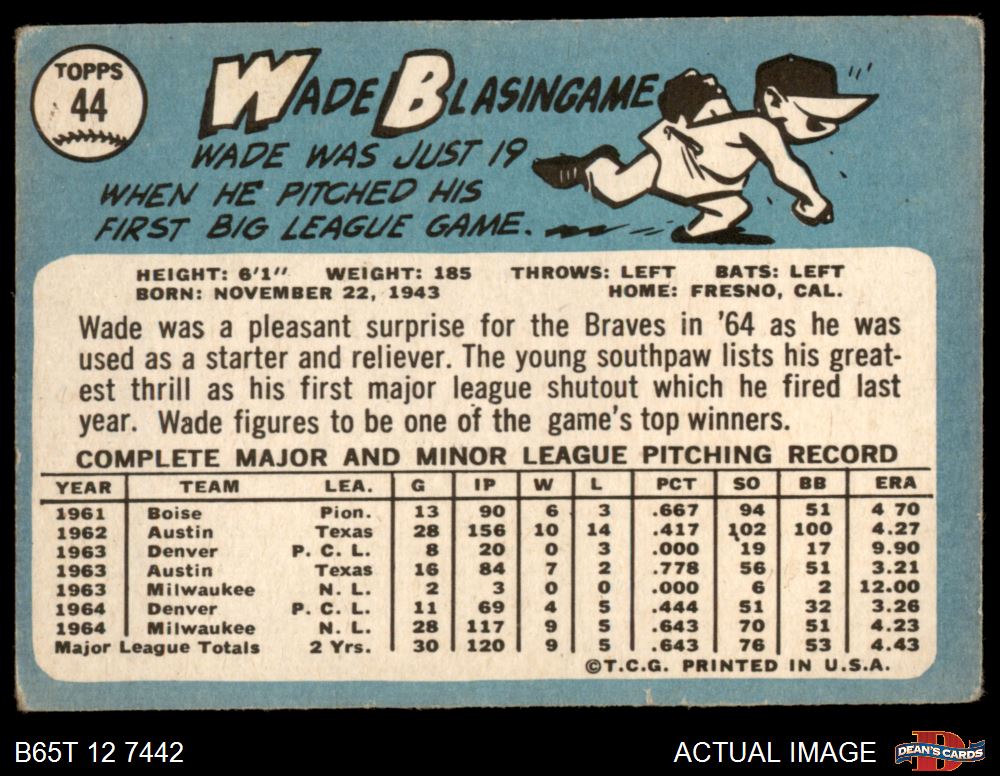 TOPPS
44
WADE BLASINGAME
WADE WAS JUST 19
WHEN HE PITCHED HIS
FIRST BIG LEAGUE GAME.
HEIGHT: 6'1" WEIGHT: 185 THROWS: LEFT BATS: LEFT
BORN: NOVEMBER 22, 1943 HOME: FRESNO, CAL.
Wade was a pleasant surprise for the Braves in '64 as he was
used as a starter and reliever. The young southpaw lists his great-
est thrill as his first major league shutout which he fired last
year. Wade figures to be one of the game's top winners.
COMPLETE MAJOR AND MINOR LEAGUE PITCHING RECORD
YEAR TEAM LEA. G IP W L PCT SO BB ERA
1961 Boise Pion. 13 90 6 3 .667 94 51 4 70
1962 Austin Texas 28 156 10 14 .417 102 100 4.27
1963 Denver P. C. L. 8 20 0 3 .000 19 17 9.90
1963 Austin Texas 16 84 7 2 .778 56 51 3.21
1963 Milwaukee N. L. 2 3 0 0 .000 6 2 12.00
1964 Denver P. C. L. 11 69 4 5 .444 51 32 3.26
1964 Milwaukee N. L. 28 117 9 5 .643 70 51 4.23
Major League Totals 2 Yrs. 30 120 9 5 .643 76 53 4.43
©T.C.G. PRINTED IN U.S.A.
B65T 12 7442 ACTUAL IMAGE DEAN'S CARDS